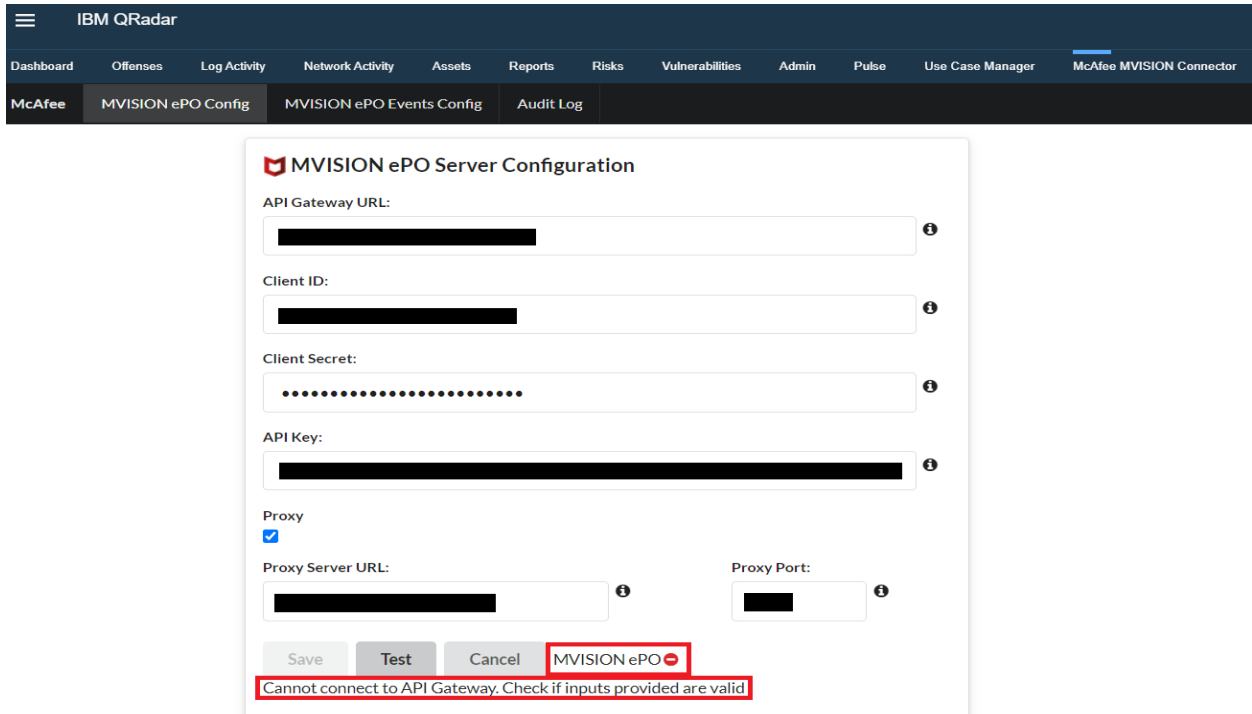 IBM QRadar
Dashboard Offenses Log Activity Network Activity Assets Reports Risks Vulnerabilities Admin Pulse Use Case Manager McAfee MVISION Connector
McAfee MVISION ePO Config MVISION ePO Events Config Audit Log
MVISION ePO Server Configuration
API Gateway URL:
Client ID:
Client Secret:
•••••••••••••••••••••••••
API Key:
Proxy
Proxy Server URL: Proxy Port:
Save Test Cancel MVISION ePO
Cannot connect to API Gateway. Check if inputs provided are valid